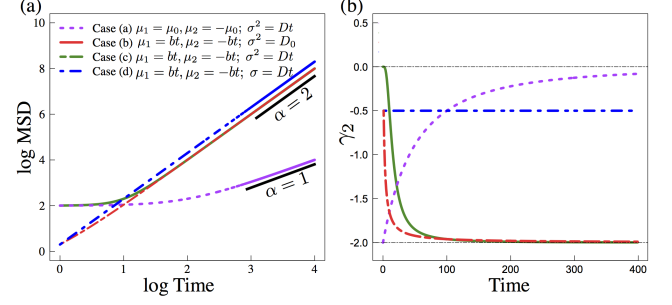 (a)
(b)
Case (a) μ₁ = μ₀, μ₂ = −μ₀; σ² = Dt
Case (b) μ₁ = bt, μ₂ = −bt; σ² = D₀
Case (c) μ₁ = bt, μ₂ = −bt; σ² = Dt
Case (d) μ₁ = bt, μ₂ = −bt; σ = Dt
log MSD
8
6
4
2
0
α = 2
α = 1
0 1 2 3 4
log Time
γ₂
0.0
-0.5
-1.0
-1.5
-2.0
0 100 200 300 400
Time